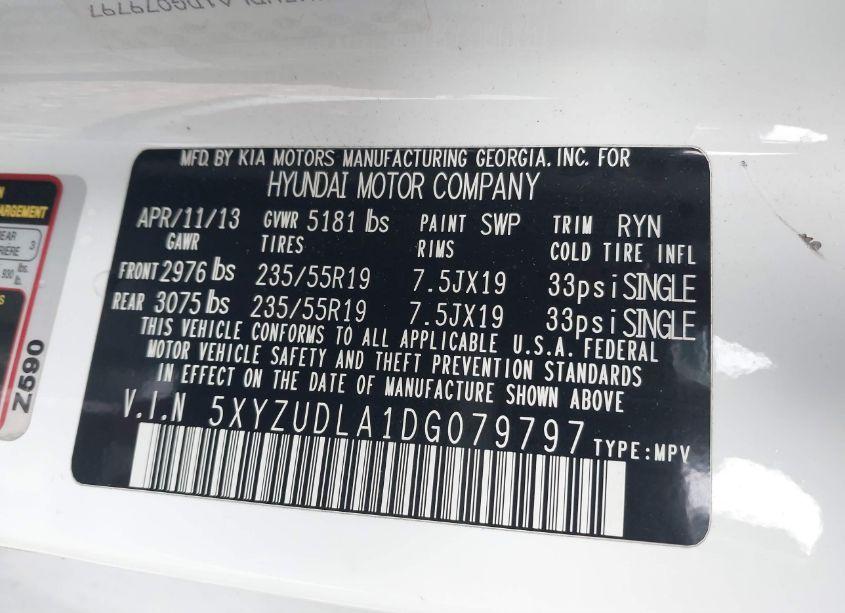 MFD. BY KIA MOTORS MANUFACTURING GEORGIA, INC. FOR
HYUNDAI MOTOR COMPANY
APR/11/13 GVWR 5181 lbs PAINT SWP TRIM RYN
GAWR TIRES RIMS COLD TIRE INFL
FRONT 2976 lbs 235/55R19 7.5JX19 33psi SINGLE
REAR 3075 lbs 235/55R19 7.5JX19 33psi SINGLE
THIS VEHICLE CONFORMS TO ALL APPLICABLE U.S.A. FEDERAL
MOTOR VEHICLE SAFETY AND THEFT PREVENTION STANDARDS
IN EFFECT ON THE DATE OF MANUFACTURE SHOWN ABOVE
V.I.N 5XYZUDLA1DG079797 TYPE:MPV
ARGEMENT
3
Z590